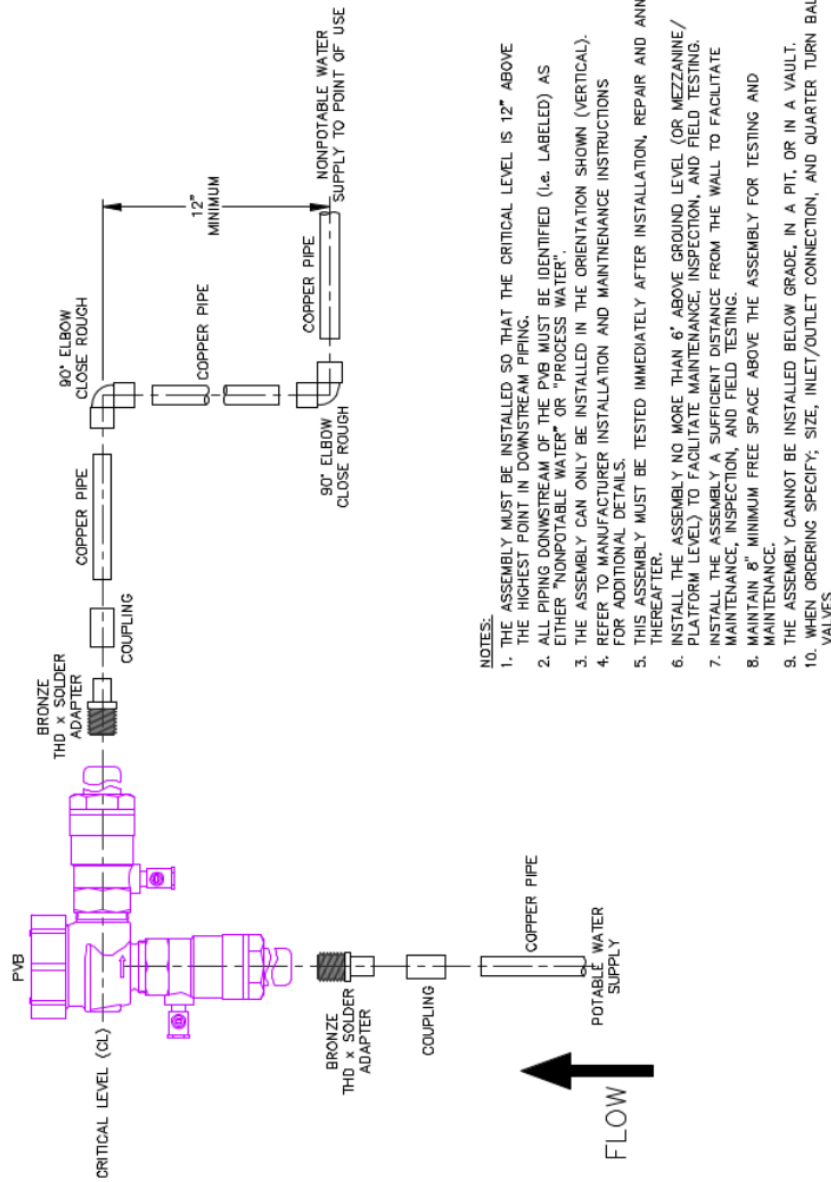 PVB
CRITICAL LEVEL (CL)
BRONZE
THD x SOLDER
ADAPTER
COUPLING
COPPER PIPE
90° ELBOW
CLOSE ROUGH
COPPER PIPE
90° ELBOW
CLOSE ROUGH
COPPER PIPE
12"
MINIMUM
NONPOTABLE WATER
SUPPLY TO POINT OF USE
BRONZE
THD x SOLDER
ADAPTER
COUPLING
COPPER PIPE
POTABLE WATER
SUPPLY
FLOW
NOTES:
1. THE ASSEMBLY MUST BE INSTALLED SO THAT THE CRITICAL LEVEL IS 12" ABOVE
THE HIGHEST POINT IN DOWNSTREAM PIPING.
2. ALL PIPING DONWSTREAM OF THE PVB MUST BE IDENTIFIED (i.e. LABELED) AS
EITHER "NONPOTABLE WATER" OR "PROCESS WATER".
3. THE ASSEMBLY CAN ONLY BE INSTALLED IN THE ORIENTATION SHOWN (VERTICAL).
4. REFER TO MANUFACTURER INSTALLATION AND MAINTNENANCE INSTRUCTIONS
FOR ADDITIONAL DETAILS.
5. THIS ASSEMBLY MUST BE TESTED IMMEDIATELY AFTER INSTALLATION, REPAIR AND ANN
THEREAFTER.
6. INSTALL THE ASSEMBLY NO MORE THAN 6' ABOVE GROUND LEVEL (OR MEZZANINE/
PLATFORM LEVEL) TO FACILITATE MAINTENANCE, INSPECTION, AND FIELD TESTING.
7. INSTALL THE ASSEMBLY A SUFFICIENT DISTANCE FROM THE WALL TO FACILITATE
MAINTENANCE, INSPECTION, AND FIELD TESTING.
8. MAINTAIN 8" MINIMUM FREE SPACE ABOVE THE ASSEMBLY FOR TESTING AND
MAINTENANCE.
9. THE ASSEMBLY CANNOT BE INSTALLED BELOW GRADE, IN A PIT, OR IN A VAULT.
10. WHEN ORDERING SPECIFY; SIZE, INLET/OUTLET CONNECTION, AND QUARTER TURN BAL
VALVES